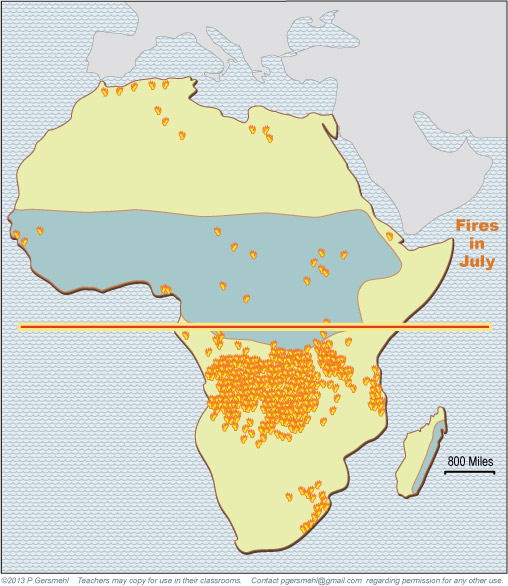 Fires
in
July
800 Miles
©2013 P Gersmehl Teachers may copy for use in their classrooms. Contact pgersmehl@gmail.com regarding permission for any other use.